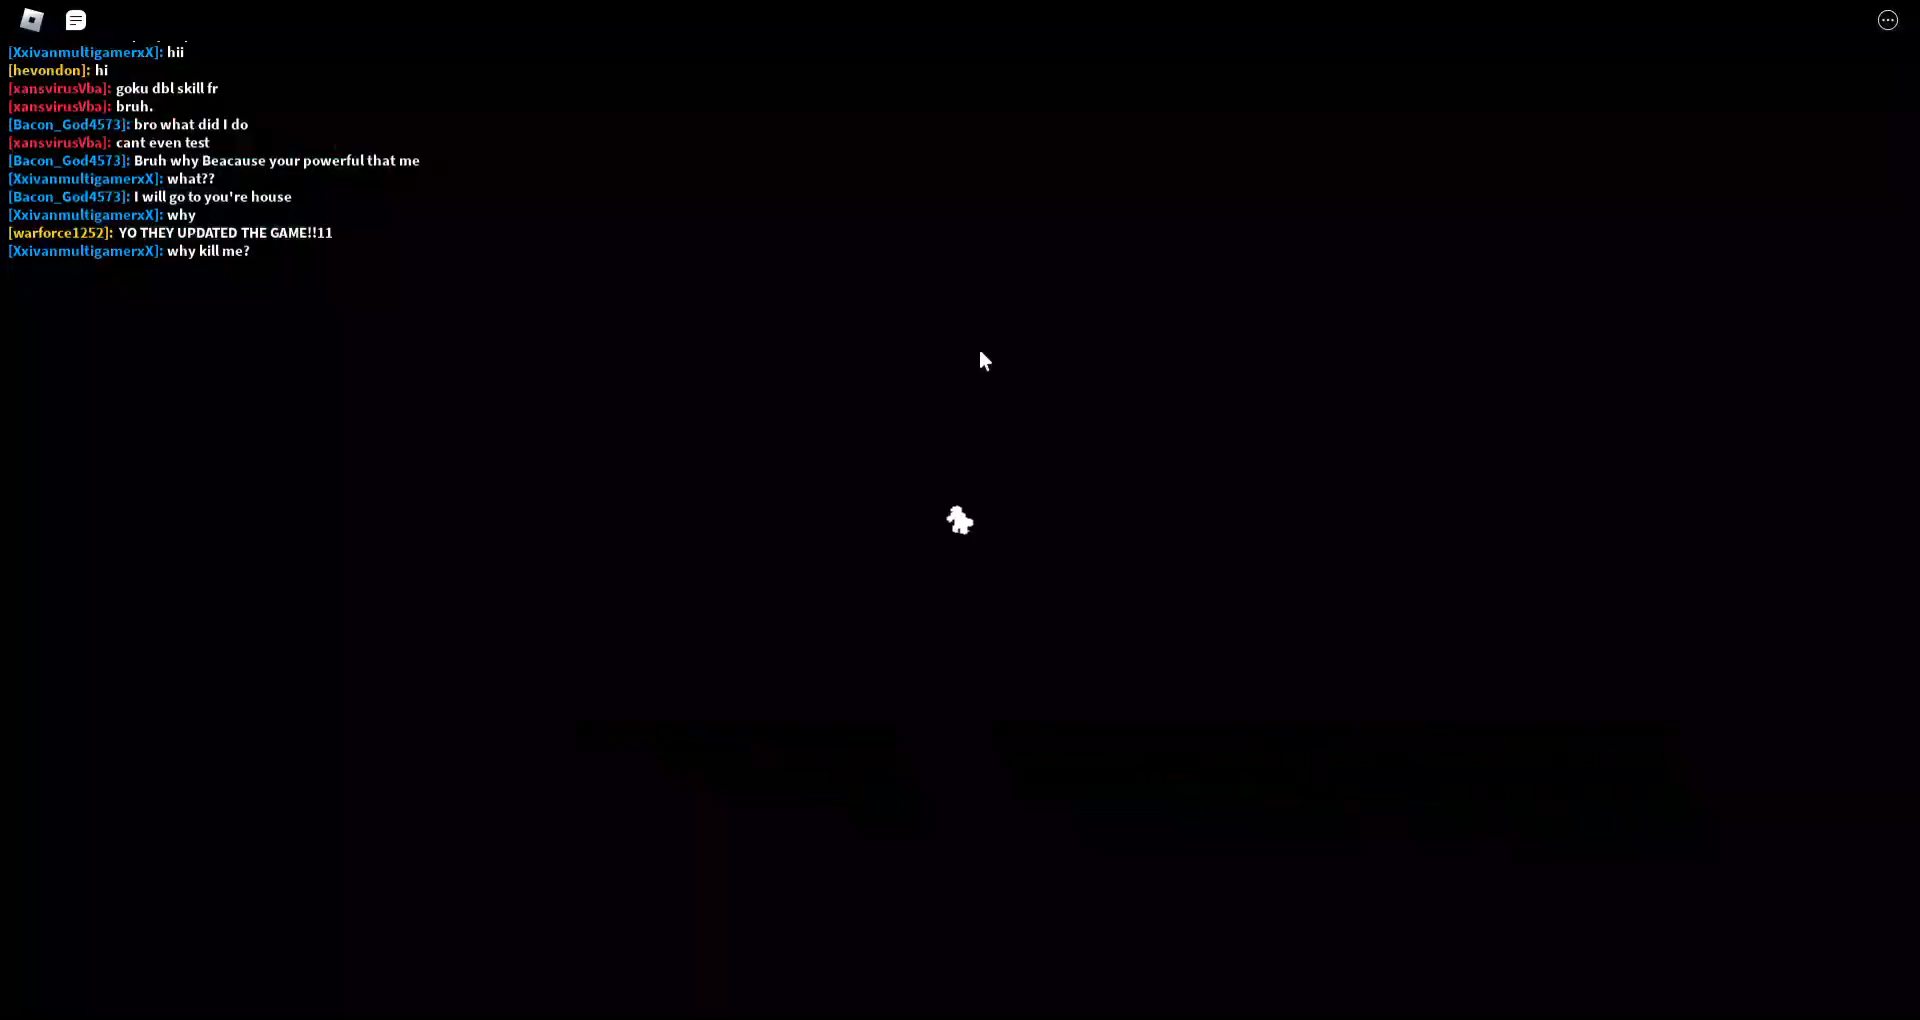 [XxivanmultigamerxX]: hii
[hevondon]: hi
[xansvirusVba]: goku dbl skill fr
[xansvirusVba]: bruh.
[Bacon_God4573]: bro what did I do
[xansvirusVba]: cant even test
[Bacon_God4573]: Bruh why Beacause your powerful that me
[XxivanmultigamerxX]: what??
[Bacon_God4573]: I will go to you're house
[XxivanmultigamerxX]: why
[warforce1252]: YO THEY UPDATED THE GAME!!11
[XxivanmultigamerxX]: why kill me?